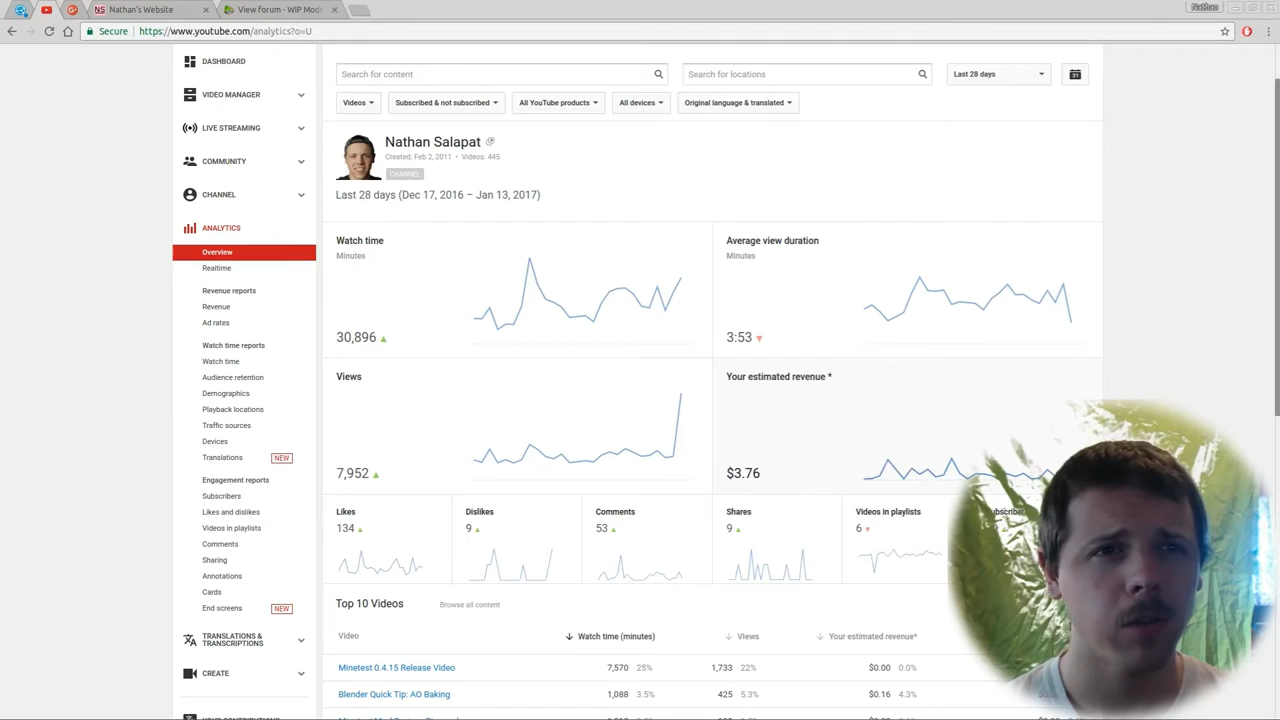 Nathan's Website
View forum - WIP Mods
Nathan
Secure
https://www.youtube.com/analytics?o=U
DASHBOARD
VIDEO MANAGER
LIVE STREAMING
COMMUNITY
CHANNEL
ANALYTICS
Overview
Realtime
Revenue reports
Revenue
Ad rates
Watch time reports
Watch time
Audience retention
Demographics
Playback locations
Traffic sources
Devices
Translations NEW
Engagement reports
Subscribers
Likes and dislikes
Videos in playlists
Comments
Sharing
Annotations
Cards
End screens NEW
TRANSLATIONS &
TRANSCRIPTIONS
CREATE
Search for content
Search for locations
Last 28 days
31
Videos
Subscribed & not subscribed
All YouTube products
All devices
Original language & translated
Nathan Salapat
Created: Feb 2, 2011 • Videos: 445
CHANNEL
Last 28 days (Dec 17, 2016 – Jan 13, 2017)
Watch time
Minutes
30,896
Average view duration
Minutes
3:53
Views
7,952
Your estimated revenue *
$3.76
Likes
134
Dislikes
9
Comments
53
Shares
9
Videos in playlists
6
Top 10 Videos
Browse all content
Video Watch time (minutes) Views Your estimated revenue*
Minetest 0.4.15 Release Video 7,570 25% 1,733 22% $0.00 0.0%
Blender Quick Tip: AO Baking 1,088 3.5% 425 5.3% $0.16 4.3%